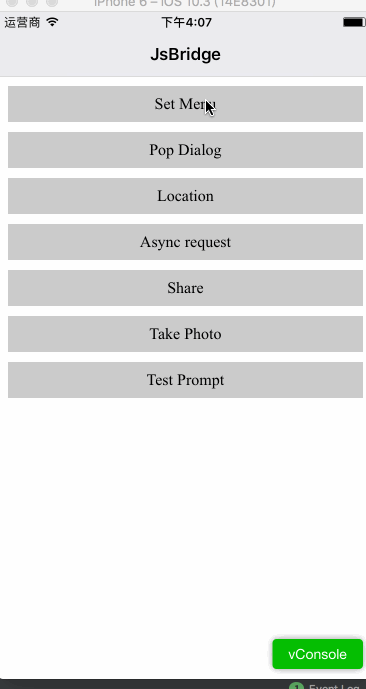 iPhone 6 – iOS 10.3 (14E8301)
运营商 下午4:07
JsBridge
Set Menu
Pop Dialog
Location
Async request
Share
Take Photo
Test Prompt
vConsole
1 Event Log